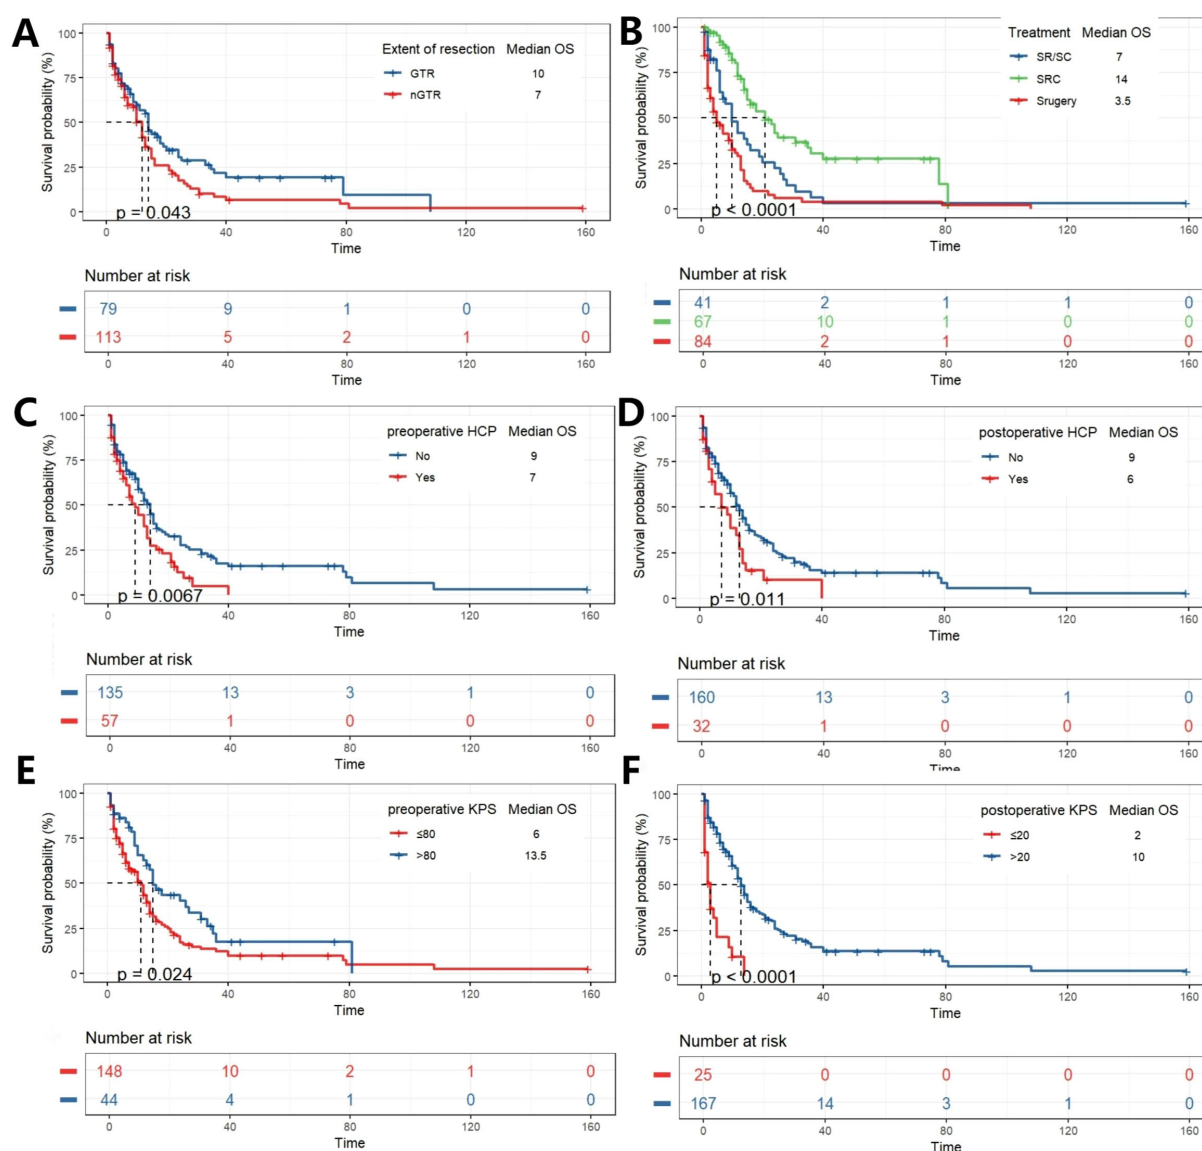 A
Extent of resection Median OS
GTR 10
nGTR 7
Survival probability (%)
100
75
50
25
0
p = 0.043
0 40 80 120 160
Time
Number at risk
79 9 1 0 0
113 5 2 1 0
0 40 80 120 160
Time
B
Treatment Median OS
SR/SC 7
SRC 14
Srugery 3.5
Survival probability (%)
100
75
50
25
0
p < 0.0001
0 40 80 120 160
Time
Number at risk
41 2 1 1 0
67 10 1 0 0
84 2 1 0 0
0 40 80 120 160
Time
C
preoperative HCP Median OS
No 9
Yes 7
Survival probability (%)
100
75
50
25
0
p = 0.0067
0 40 80 120 160
Time
Number at risk
135 13 3 1 0
57 1 0 0 0
0 40 80 120 160
Time
D
postoperative HCP Median OS
No 9
Yes 6
Survival probability (%)
100
75
50
25
0
p = 0.011
0 40 80 120 160
Time
Number at risk
160 13 3 1 0
32 1 0 0 0
0 40 80 120 160
Time
E
preoperative KPS Median OS
≤80 6
>80 13.5
Survival probability (%)
100
75
50
25
0
p = 0.024
0 40 80 120 160
Time
Number at risk
148 10 2 1 0
44 4 1 0 0
0 40 80 120 160
Time
F
postoperative KPS Median OS
≤20 2
>20 10
Survival probability (%)
100
75
50
25
0
p < 0.0001
0 40 80 120 160
Time
Number at risk
25 0 0 0 0
167 14 3 1 0
0 40 80 120 160
Time